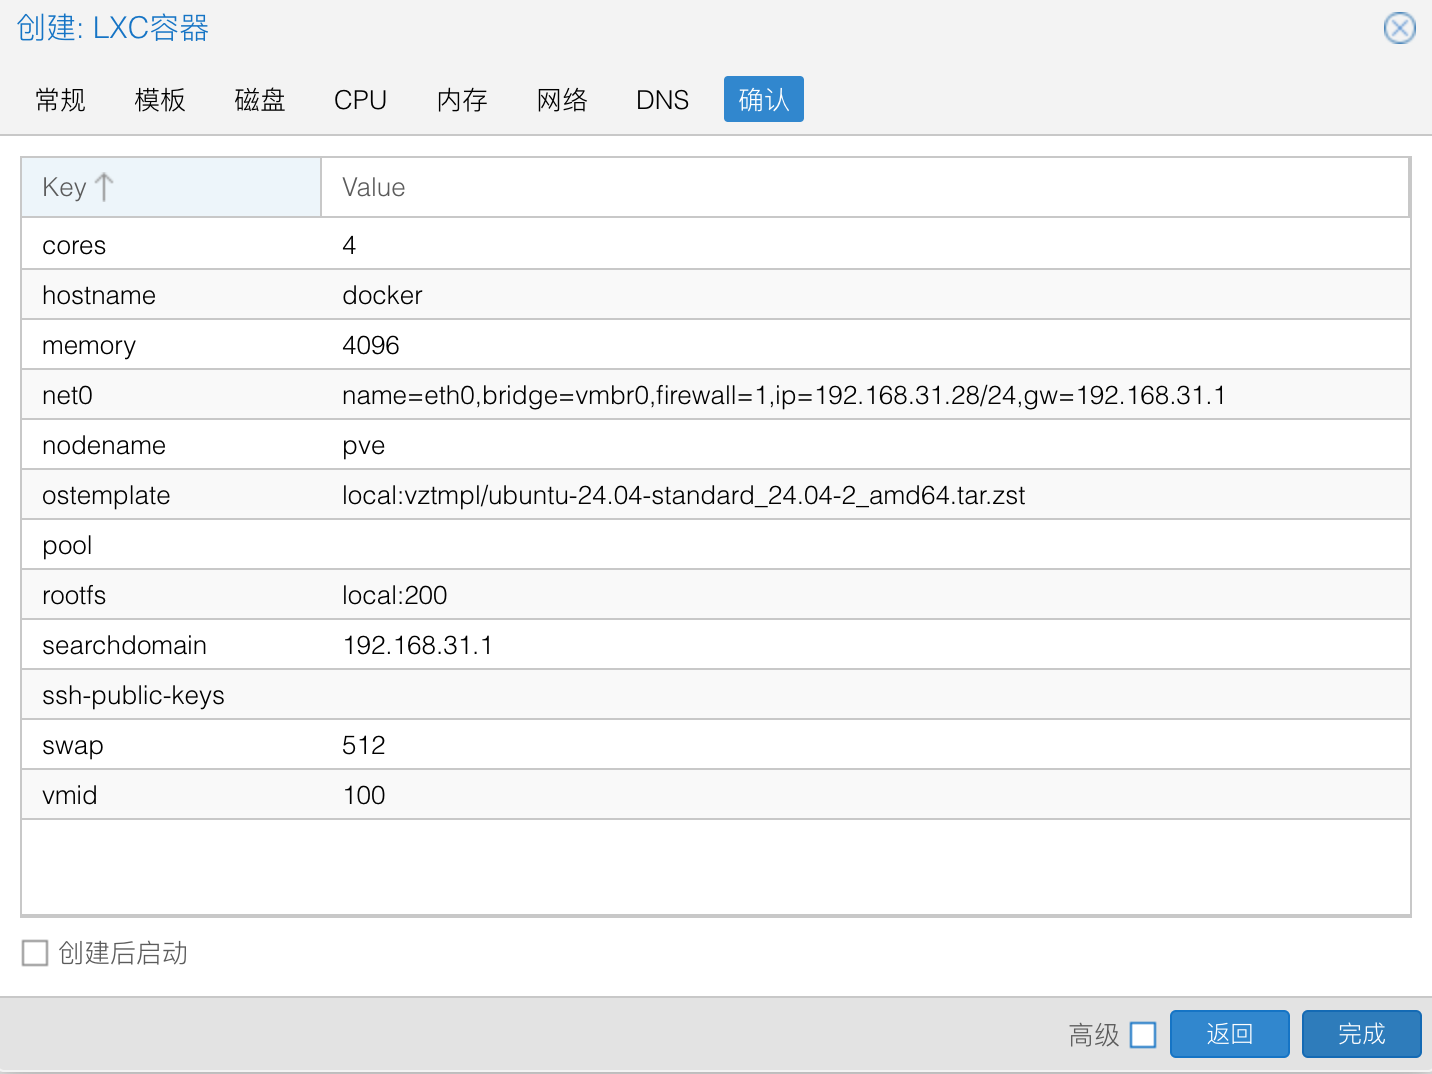 创建: LXC容器
常规 模板 磁盘 CPU 内存 网络 DNS 确认
Key Value
cores 4
hostname docker
memory 4096
net0 name=eth0,bridge=vmbr0,firewall=1,ip=192.168.31.28/24,gw=192.168.31.1
nodename pve
ostemplate local:vztmpl/ubuntu-24.04-standard_24.04-2_amd64.tar.zst
pool
rootfs local:200
searchdomain 192.168.31.1
ssh-public-keys
swap 512
vmid 100
创建后启动
高级 返回 完成